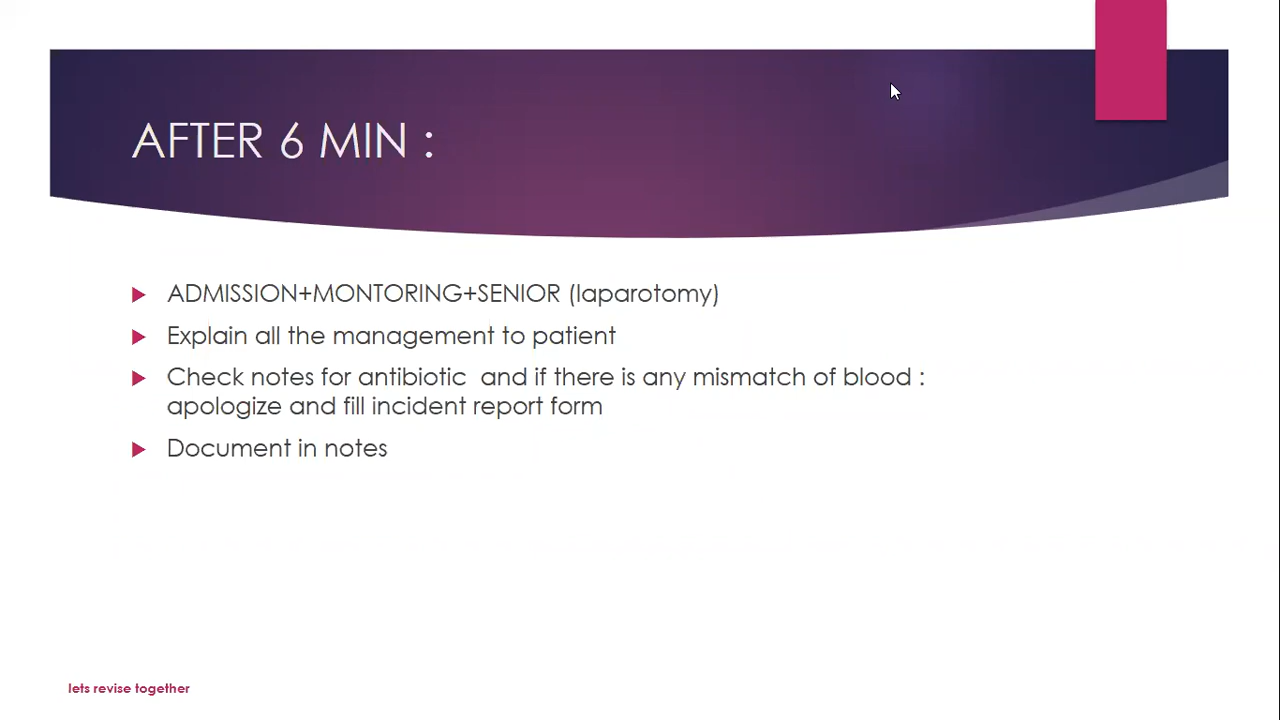 AFTER 6 MIN :
ADMISSION+MONTORING+SENIOR (laparotomy)
Explain all the management to patient
Check notes for antibiotic and if there is any mismatch of blood :
apologize and fill incident report form
Document in notes
lets revise together